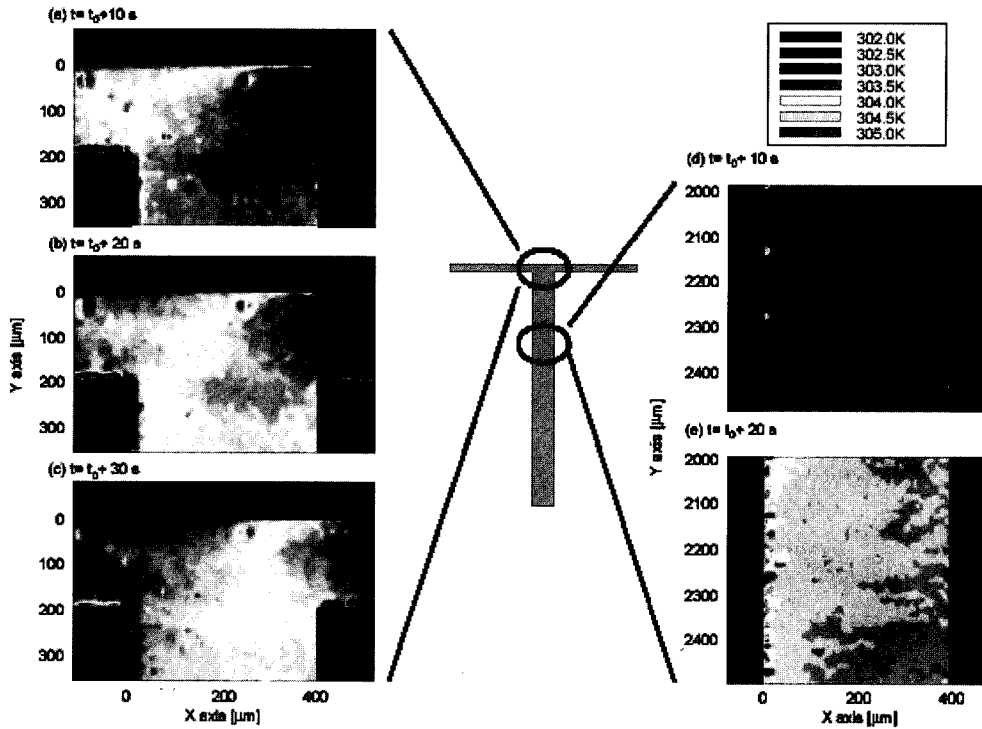 (a) t= t₀+10 s
0
100
200
300
(b) t= t₀+ 20 s
0
100
200
300
Y axis [µm]
(c) t= t₀+ 30 s
0
100
200
300
0
200
400
X axis [µm]
302.0K
302.5K
303.0K
303.5K
304.0K
304.5K
305.0K
(d) t= t₀+ 10 s
2000
2100
2200
2300
2400
Y axis [µm]
(e) t= t₀+ 20 s
2000
2100
2200
2300
2400
0
200
400
X axis [µm]